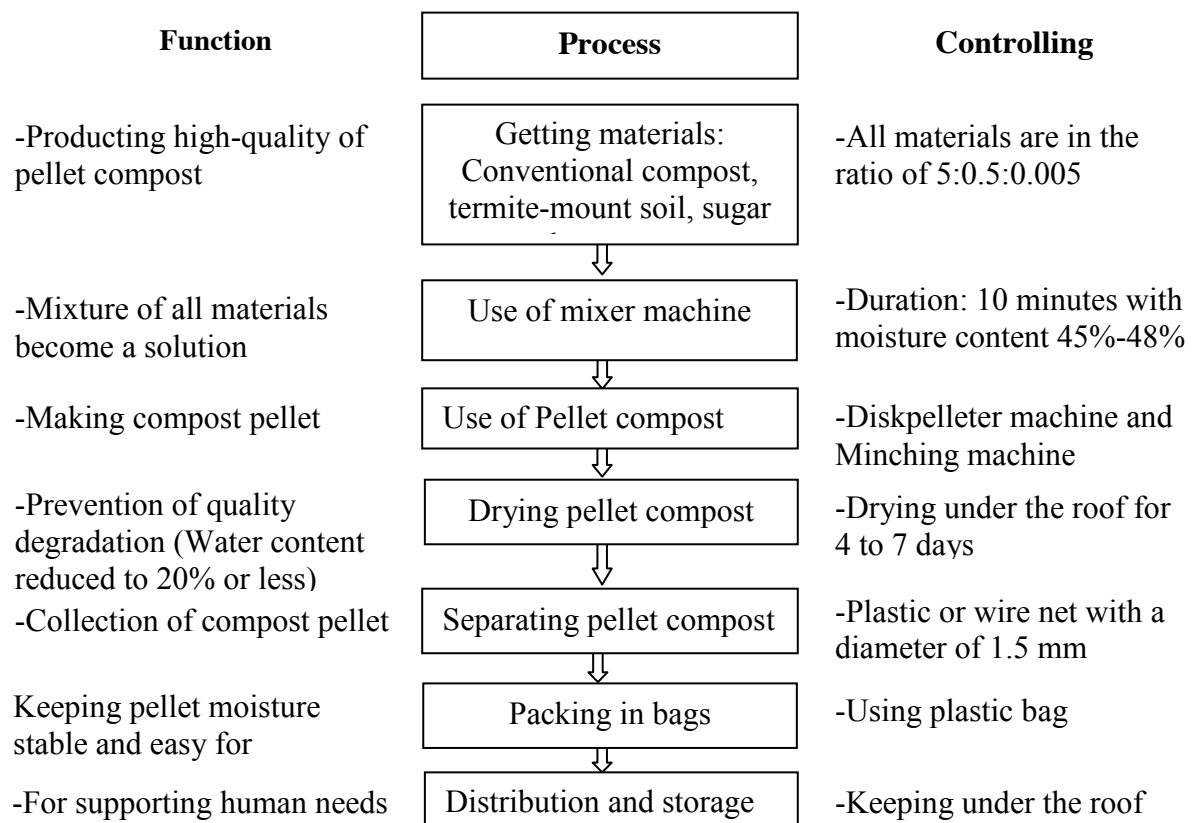 Function
Process
Controlling
-Producting high-quality of
pellet compost
Getting materials:
Conventional compost,
termite-mount soil, sugar
-All materials are in the
ratio of 5:0.5:0.005
-Mixture of all materials
become a solution
Use of mixer machine
-Duration: 10 minutes with
moisture content 45%-48%
-Making compost pellet
Use of Pellet compost
-Diskpelleter machine and
Minching machine
-Prevention of quality
degradation (Water content
reduced to 20% or less)
Drying pellet compost
-Drying under the roof for
4 to 7 days
-Collection of compost pellet
Separating pellet compost
-Plastic or wire net with a
diameter of 1.5 mm
Keeping pellet moisture
stable and easy for
Packing in bags
-Using plastic bag
-For supporting human needs
Distribution and storage
-Keeping under the roof